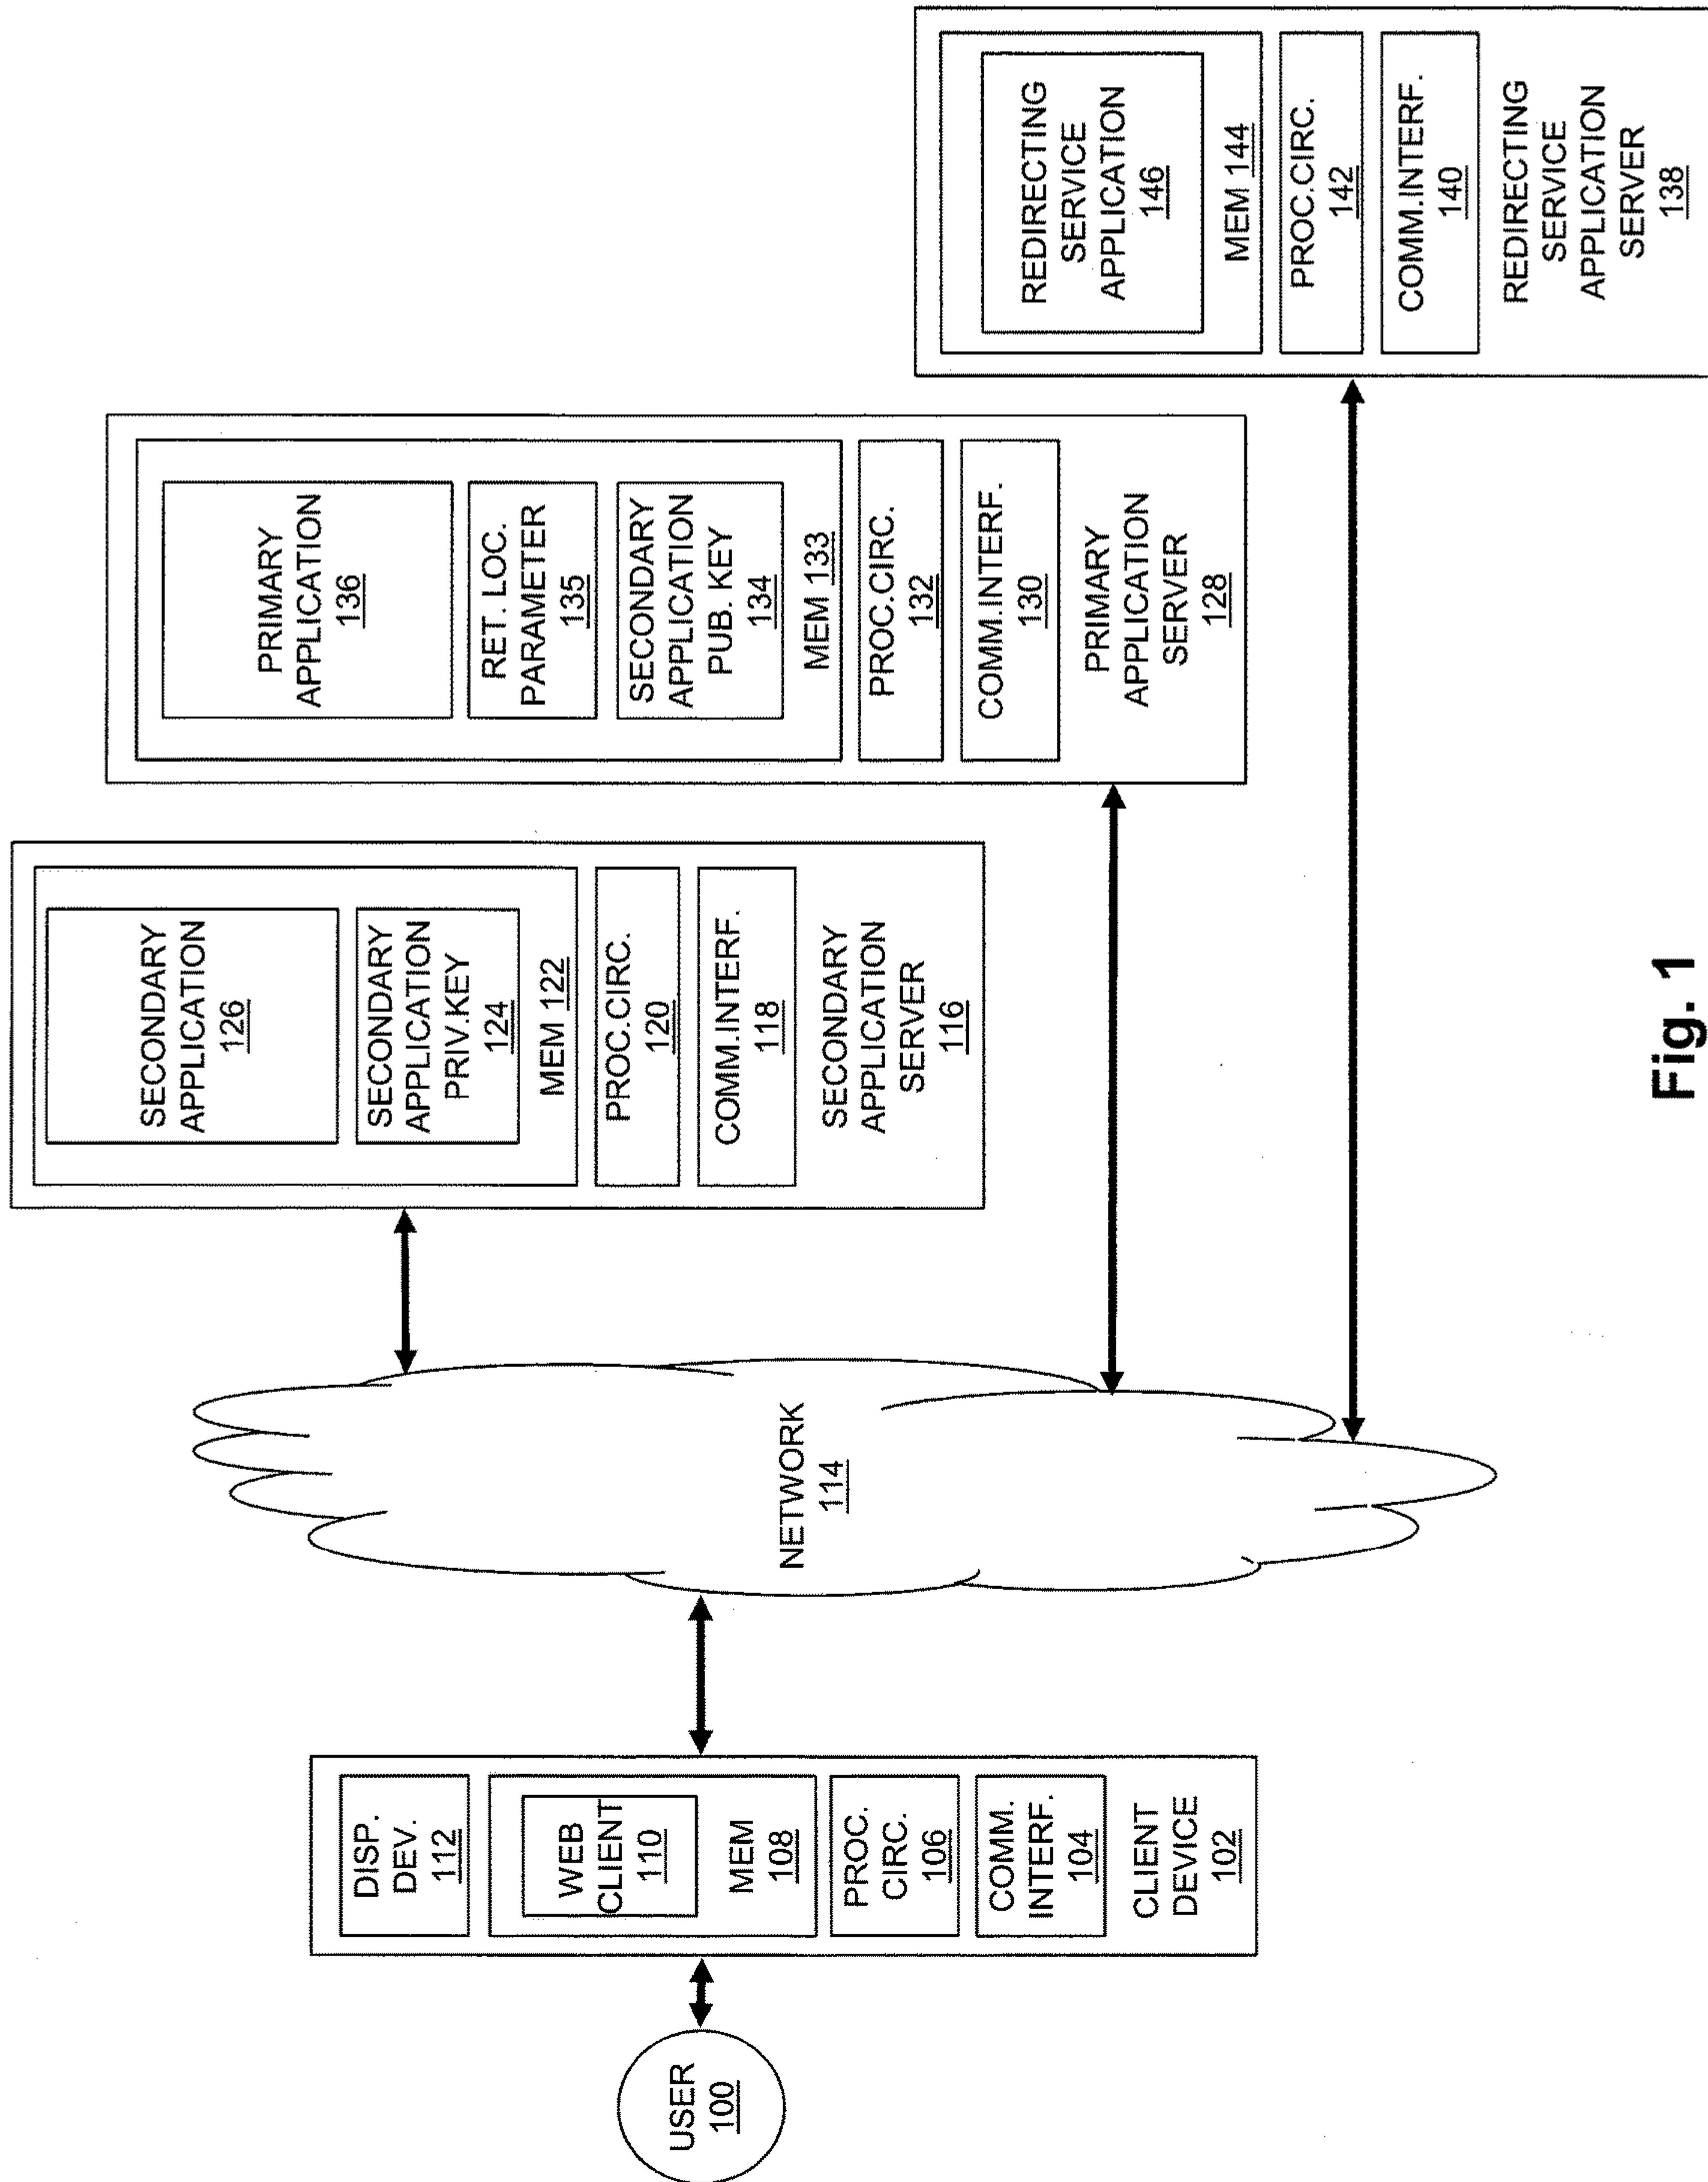 USER
100
DISP.
DEV.
112
WEB
CLIENT
110
MEM
108
PROC.
CIRC.
106
COMM.
INTERF.
104
CLIENT
DEVICE
102
NETWORK
114
SECONDARY
APPLICATION
126
SECONDARY
APPLICATION
PRIV.KEY
124
MEM 122
PROC.CIRC.
120
COMM.INTERF.
118
SECONDARY
APPLICATION
SERVER
116
PRIMARY
APPLICATION
136
RET. LOC.
PARAMETER
135
SECONDARY
APPLICATION
PUB. KEY
134
MEM 133
PROC.CIRC.
132
COMM.INTERF.
130
PRIMARY
APPLICATION
SERVER
128
REDIRECTING
SERVICE
APPLICATION
146
MEM 144
PROC.CIRC.
142
COMM.INTERF.
140
REDIRECTING
SERVICE
APPLICATION
SERVER
138
Fig. 1